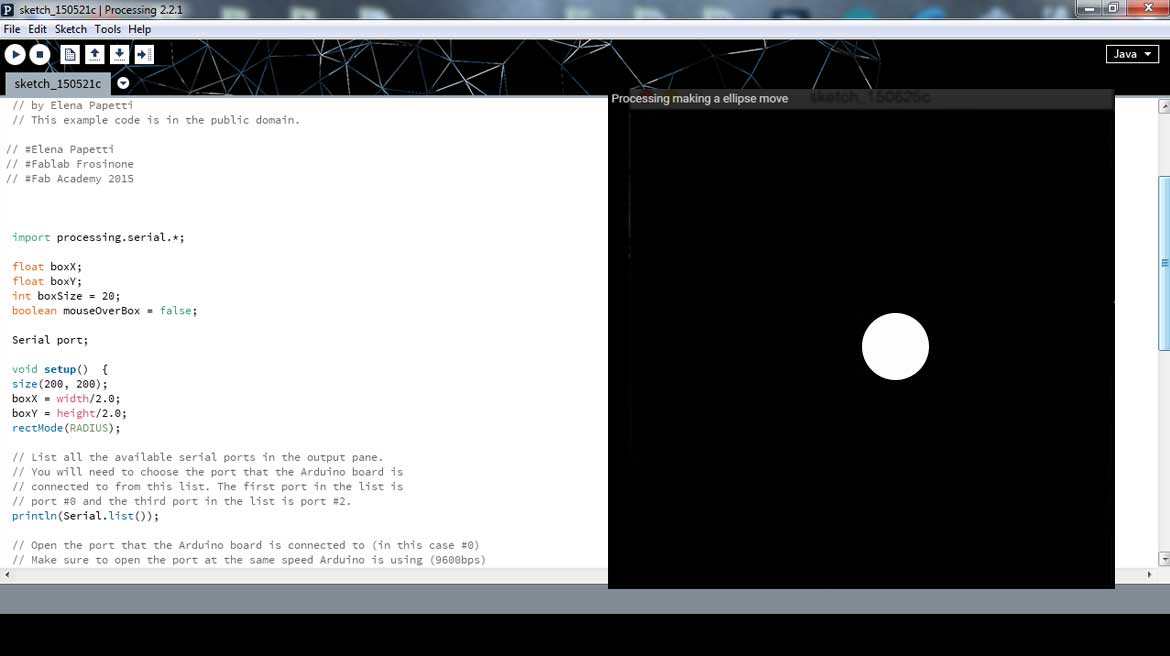 sketch_150521c | Processing 2.2.1
File Edit Sketch Tools Help
Java
sketch_150521c
// by Elena Papetti
// This example code is in the public domain.
// #Elena Papetti
// #Fablab Frosinone
// #Fab Academy 2015
import processing.serial.*;
float boxX;
float boxY;
int boxSize = 20;
boolean mouseOverBox = false;
Serial port;
void setup()  {
size(200, 200);
boxX = width/2.0;
boxY = height/2.0;
rectMode(RADIUS);
// List all the available serial ports in the output pane.
// You will need to choose the port that the Arduino board is
// connected to from this list. The first port in the list is
// port #0 and the third port in the list is port #2.
println(Serial.list());
// Open the port that the Arduino board is connected to (in this case #0)
// Make sure to open the port at the same speed Arduino is using (9600bps)
Processing making a ellipse move